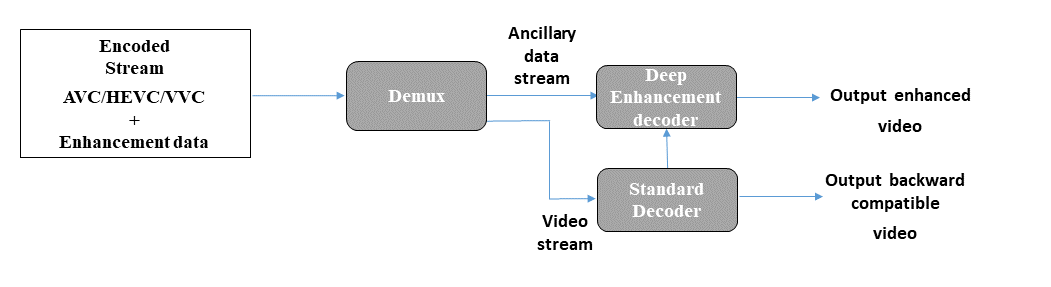 Encoded
Stream
AVC/HEVC/VVC
+
Enhancement data
Demux
Ancillary
data
stream
Deep
Enhancement
decoder
Output enhanced
video
Video
stream
Standard
Decoder
Output backward
compatible
video